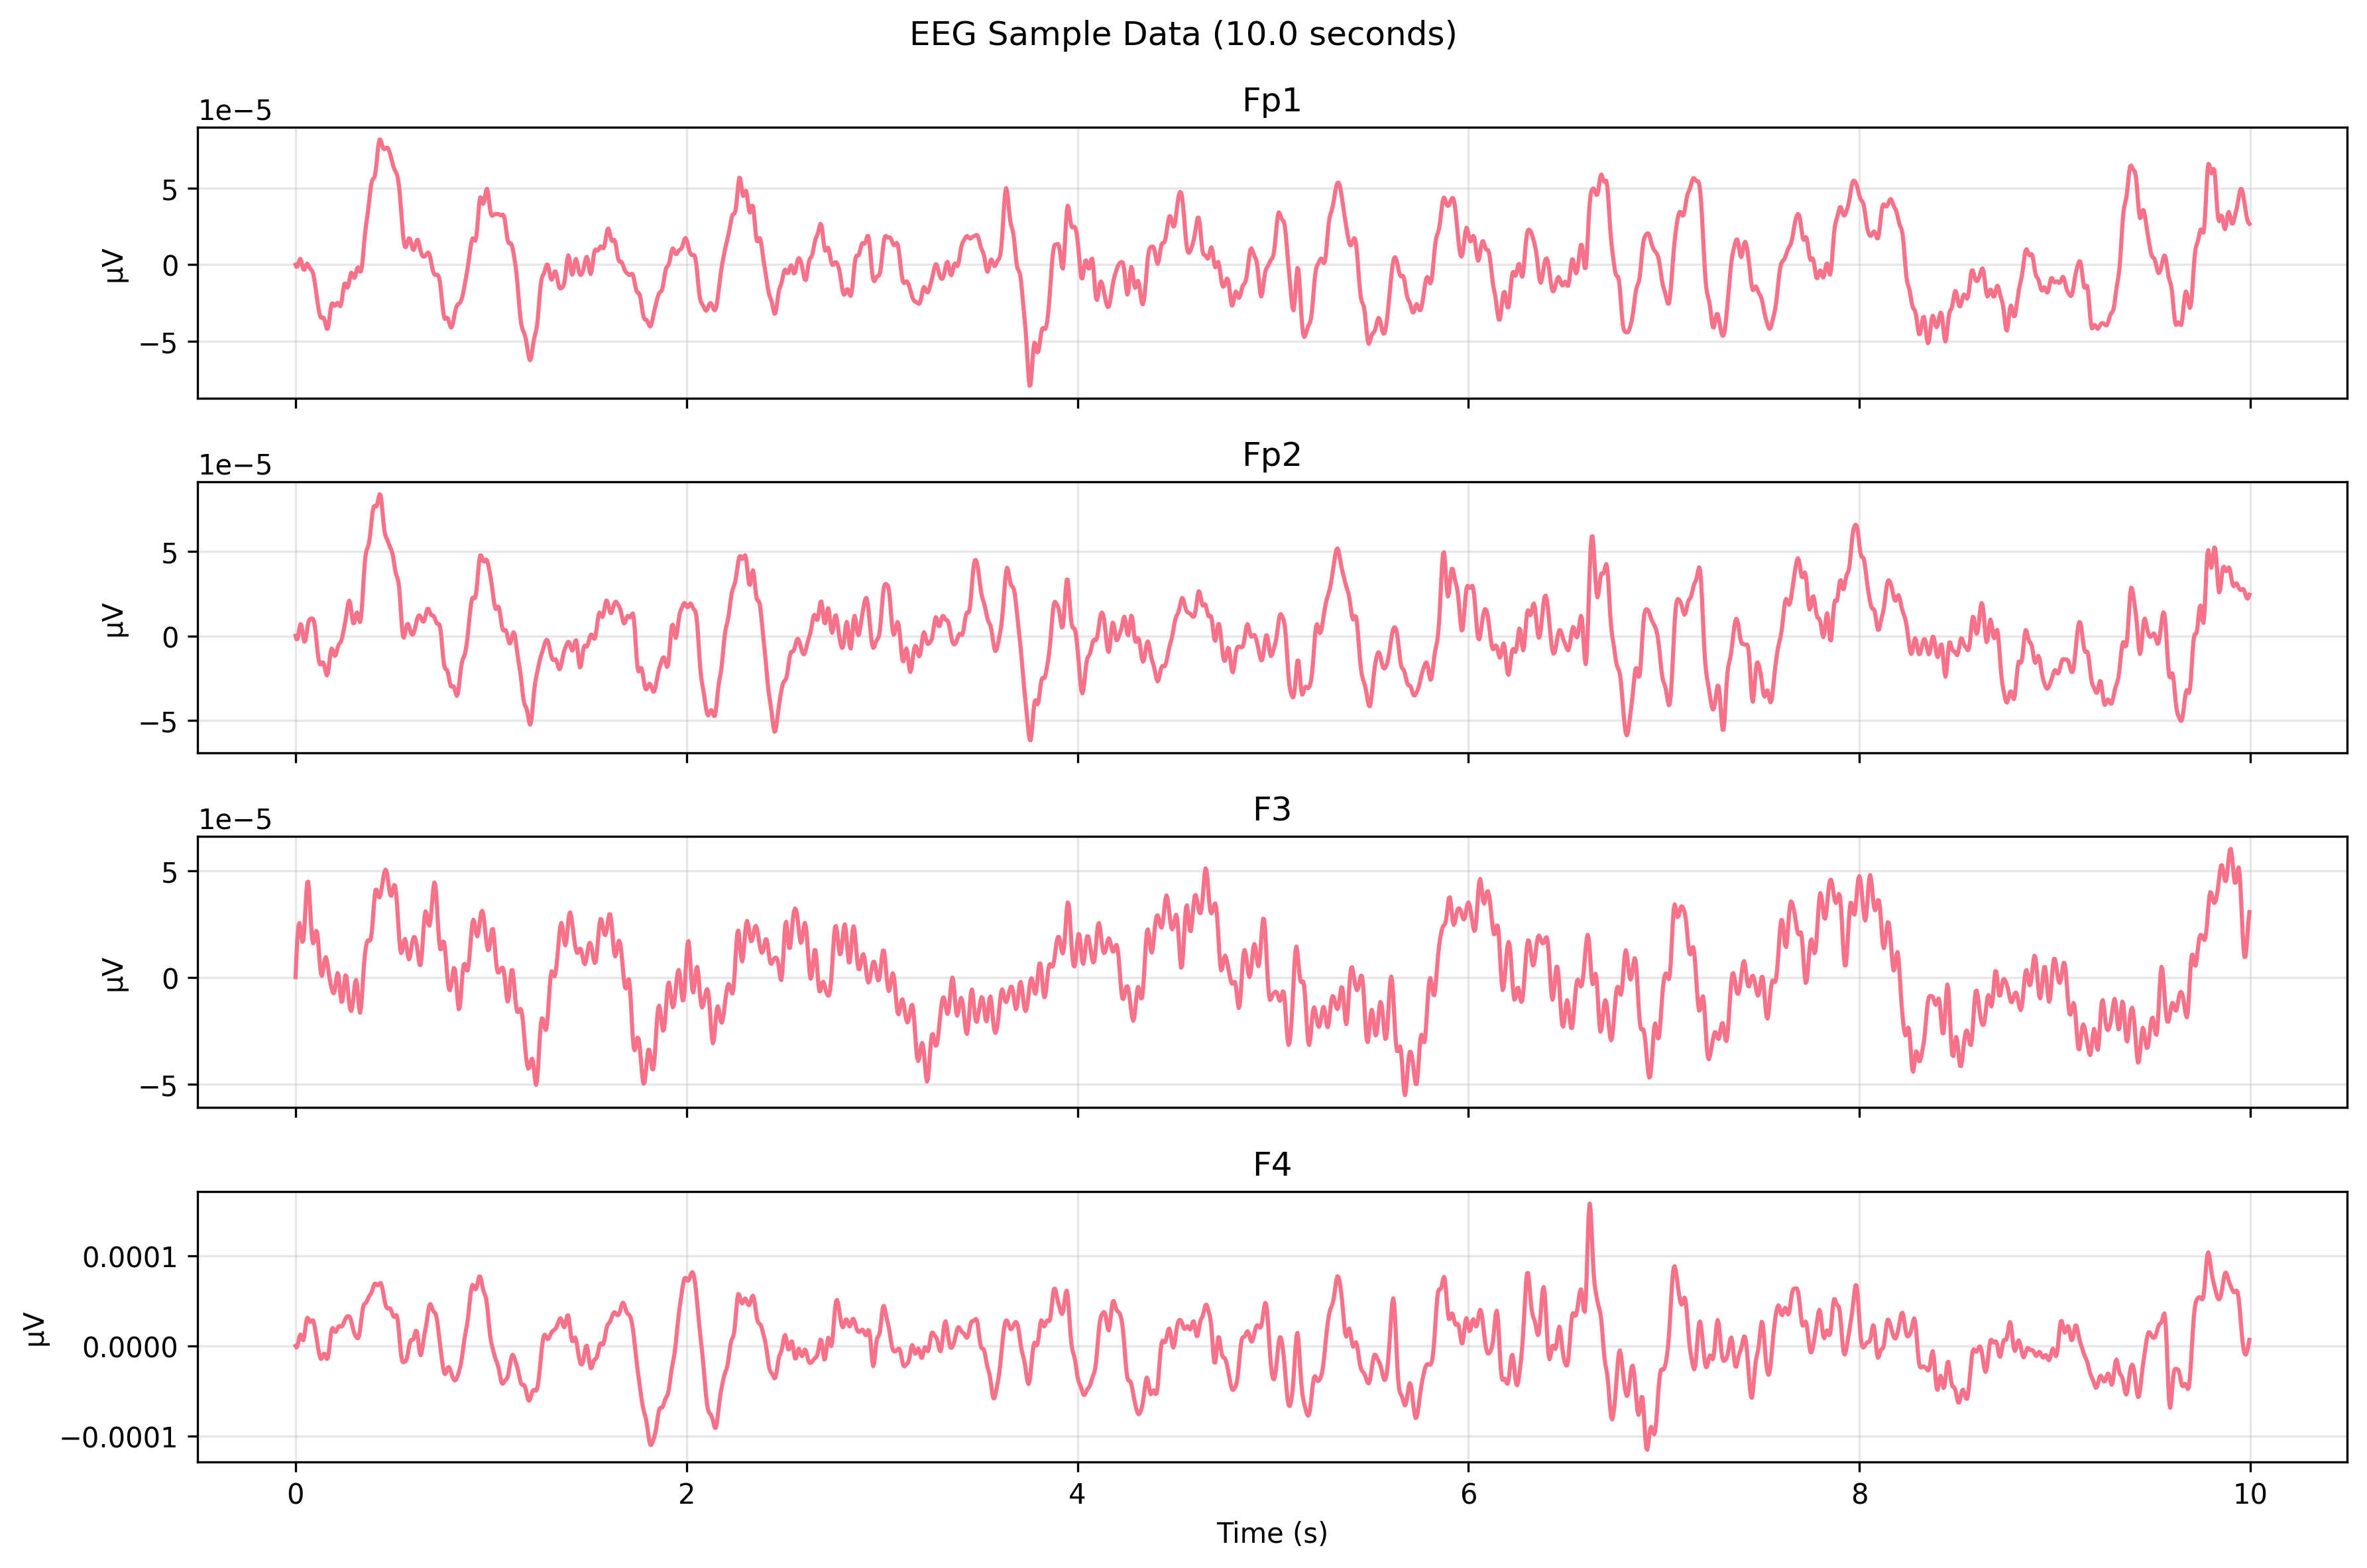 EEG Sample Data (10.0 seconds)
Fp1
1e−5
5
0
−5
µV
Fp2
1e−5
5
0
−5
µV
F3
1e−5
5
0
−5
µV
F4
0.0001
0.0000
−0.0001
µV
0 2 4 6 8 10
Time (s)